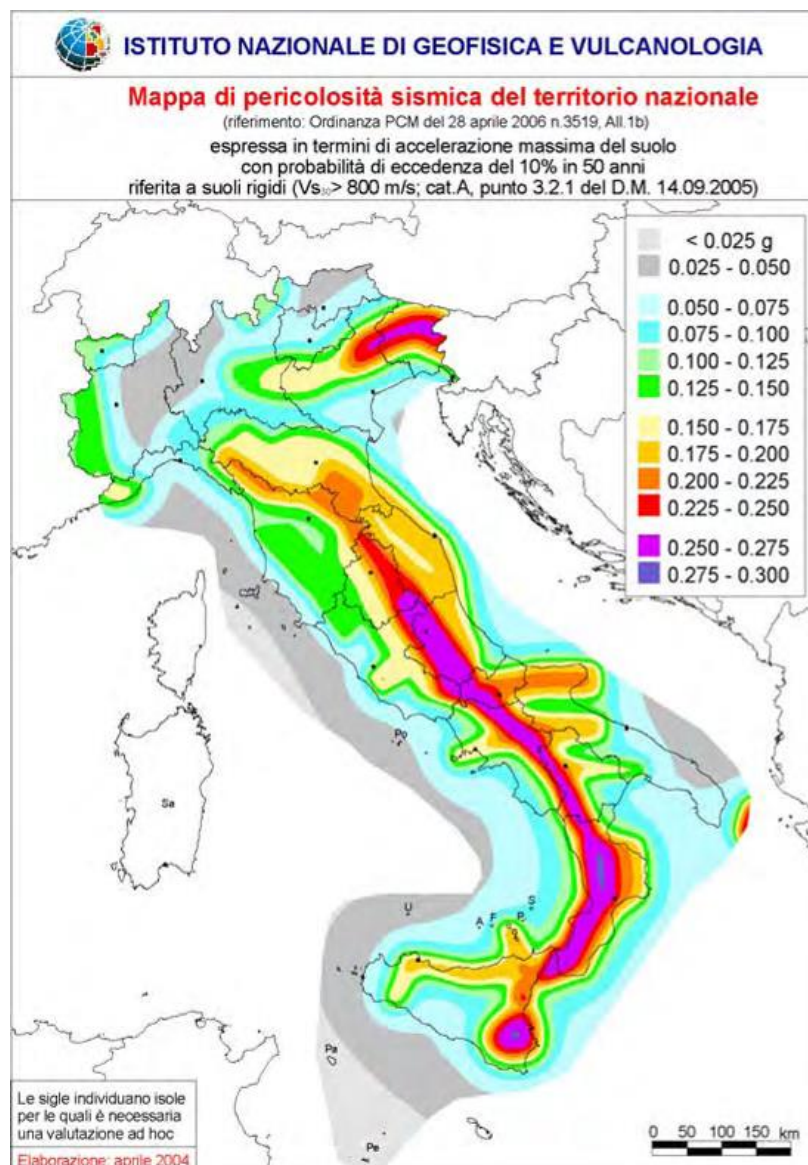 ISTITUTO NAZIONALE DI GEOFISICA E VULCANOLOGIA
Mappa di pericolosità sismica del territorio nazionale
(riferimento: Ordinanza PCM del 28 aprile 2006 n.3519, All.1b)
espressa in termini di accelerazione massima del suolo
con probabilità di eccedenza del 10% in 50 anni
riferita a suoli rigidi (Vs₃₀> 800 m/s; cat.A, punto 3.2.1 del D.M. 14.09.2005)
< 0.025 g
0.025 - 0.050
0.050 - 0.075
0.075 - 0.100
0.100 - 0.125
0.125 - 0.150
0.150 - 0.175
0.175 - 0.200
0.200 - 0.225
0.225 - 0.250
0.250 - 0.275
0.275 - 0.300
Po
Sa
U
A
F
P
S
Pa
Pe
Le sigle individuano isole
per le quali è necessaria
una valutazione ad hoc
Elaborazione: aprile 2004
0 50 100 150 km